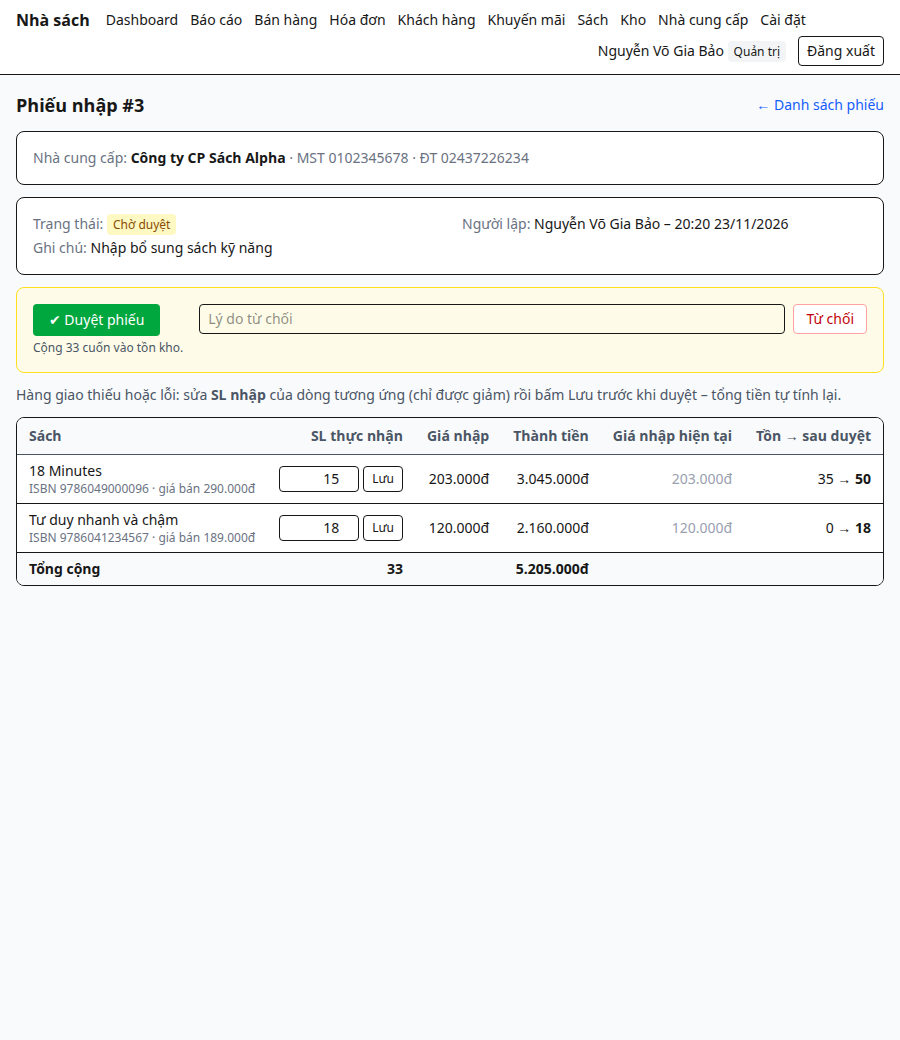 Nhà sách Dashboard Báo cáo Bán hàng Hóa đơn Khách hàng Khuyến mãi Sách Kho Nhà cung cấp Cài đặt
Nguyễn Võ Gia Bảo Quản trị Đăng xuất
Phiếu nhập #3 ← Danh sách phiếu
Nhà cung cấp: Công ty CP Sách Alpha · MST 0102345678 · ĐT 02437226234
Trạng thái: Chờ duyệt Người lập: Nguyễn Võ Gia Bảo – 20:20 23/11/2026
Ghi chú: Nhập bổ sung sách kỹ năng
✔ Duyệt phiếu Lý do từ chối Từ chối
Cộng 33 cuốn vào tồn kho.
Hàng giao thiếu hoặc lỗi: sửa SL nhập của dòng tương ứng (chỉ được giảm) rồi bấm Lưu trước khi duyệt – tổng tiền tự tính lại.
Sách SL thực nhận Giá nhập Thành tiền Giá nhập hiện tại Tồn → sau duyệt
18 Minutes 15 Lưu 203.000đ 3.045.000đ 203.000đ 35 → 50
ISBN 9786049000096 · giá bán 290.000đ
Tư duy nhanh và chậm 18 Lưu 120.000đ 2.160.000đ 120.000đ 0 → 18
ISBN 9786041234567 · giá bán 189.000đ
Tổng cộng 33 5.205.000đ